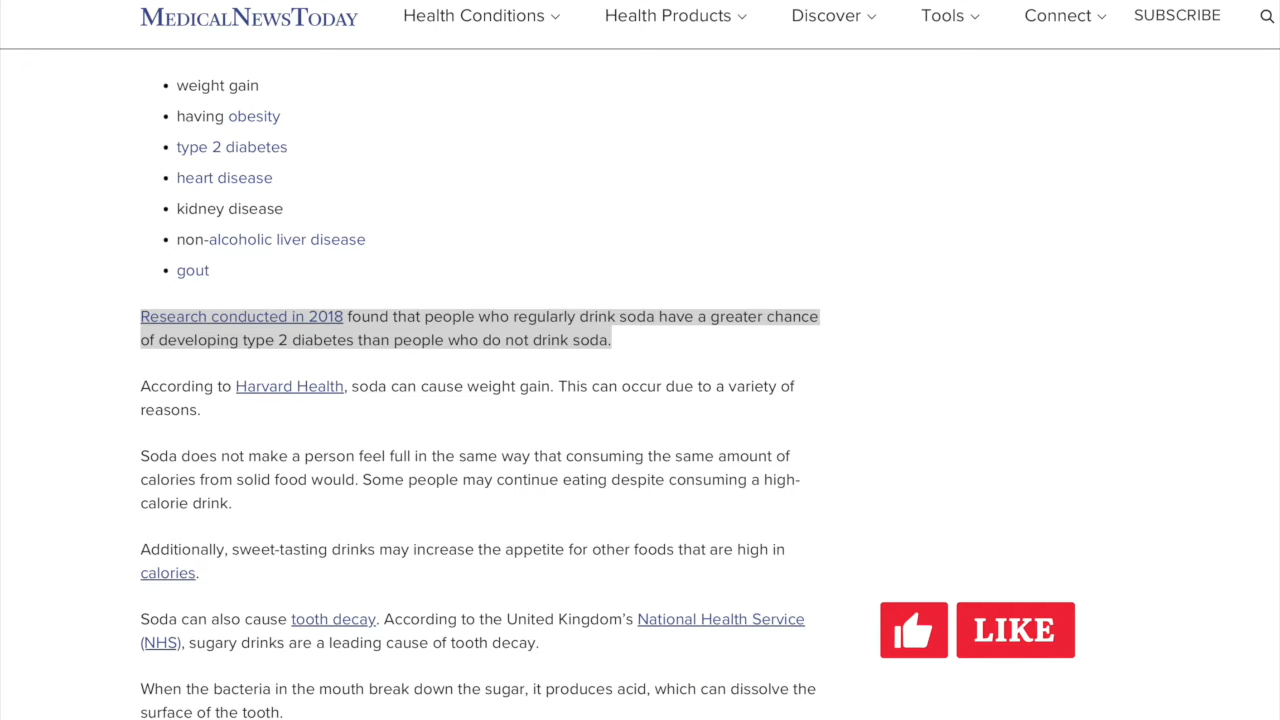 MEDICALNEWSTODAY Health Conditions Health Products Discover Tools Connect SUBSCRIBE
• weight gain
• having obesity
• type 2 diabetes
• heart disease
• kidney disease
• non-alcoholic liver disease
• gout
Research conducted in 2018 found that people who regularly drink soda have a greater chance
of developing type 2 diabetes than people who do not drink soda.
According to Harvard Health, soda can cause weight gain. This can occur due to a variety of
reasons.
Soda does not make a person feel full in the same way that consuming the same amount of
calories from solid food would. Some people may continue eating despite consuming a high-
calorie drink.
Additionally, sweet-tasting drinks may increase the appetite for other foods that are high in
calories.
Soda can also cause tooth decay. According to the United Kingdom's National Health Service
(NHS), sugary drinks are a leading cause of tooth decay.
LIKE
When the bacteria in the mouth break down the sugar, it produces acid, which can dissolve the
surface of the tooth.